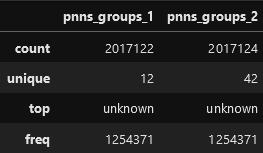 pnns_groups_1 pnns_groups_2
count 2017122 2017124
unique 12 42
top unknown unknown
freq 1254371 1254371